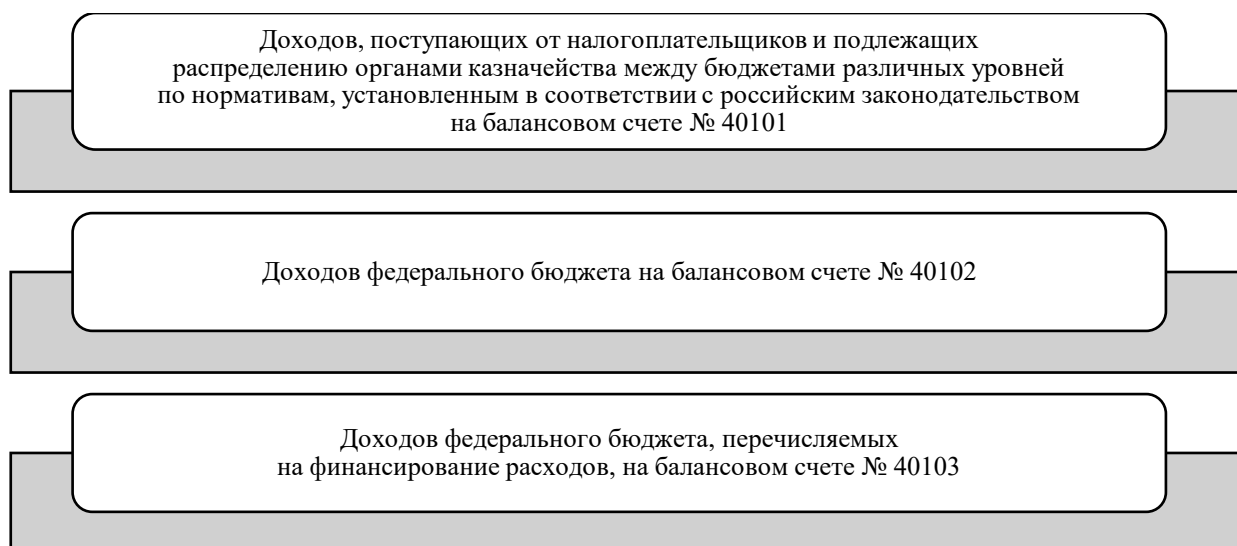 Доходов, поступающих от налогоплательщиков и подлежащих
распределению органами казначейства между бюджетами различных уровней
по нормативам, установленным в соответствии с российским законодательством
на балансовом счете № 40101
Доходов федерального бюджета на балансовом счете № 40102
Доходов федерального бюджета, перечисляемых
на финансирование расходов, на балансовом счете № 40103